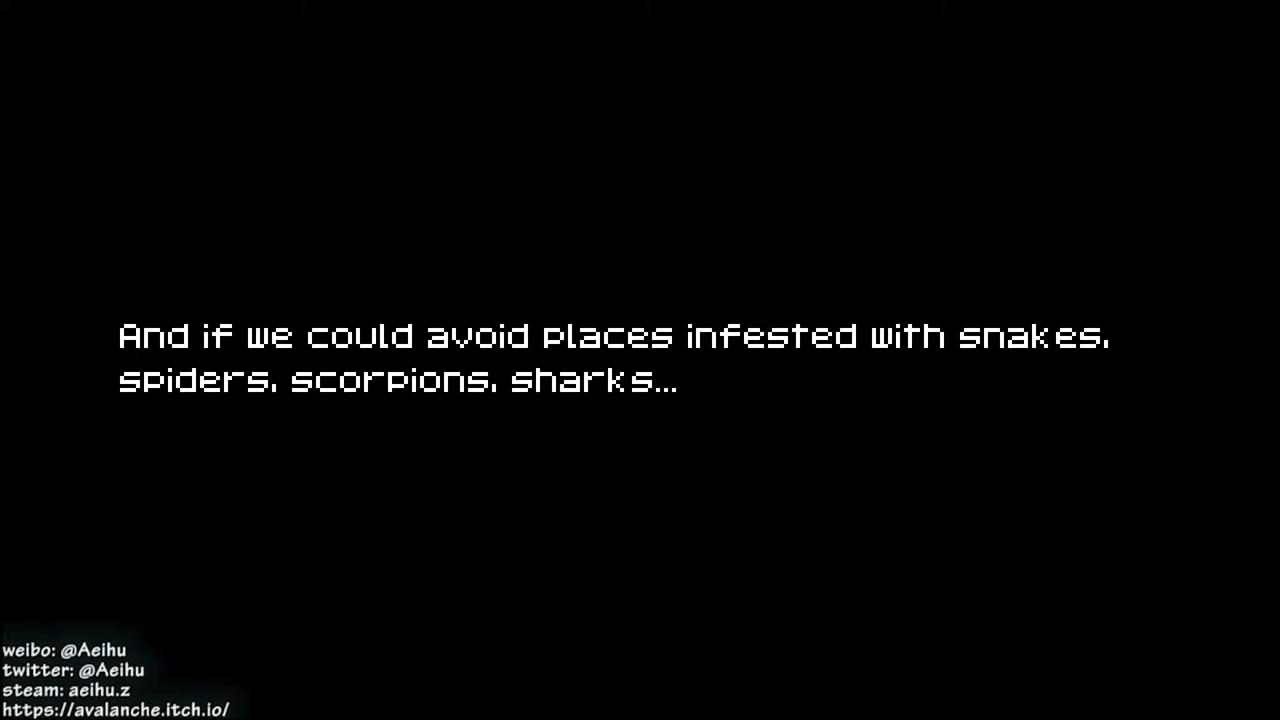 And if we could avoid places infested with snakes,
spiders, scorpions, sharks...
weibo: @Aeihu
twitter: @Aeihu
steam: aeihu.z
https://avalanche.itch.io/